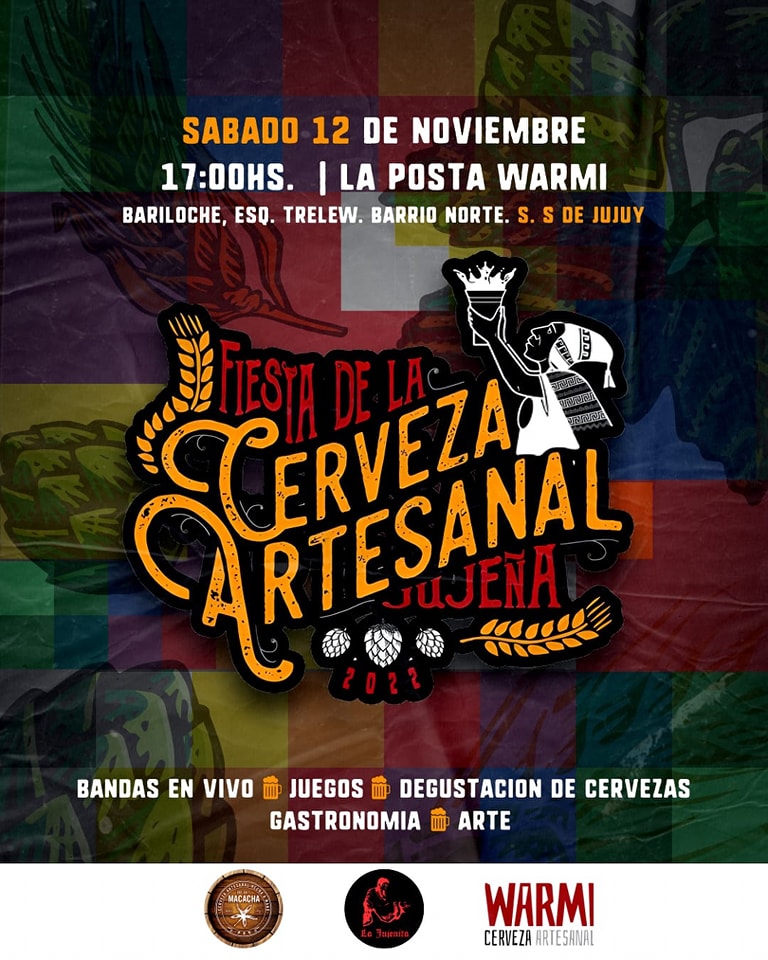 SABADO 12 DE NOVIEMBRE
17:00HS. | LA POSTA WARMI
BARILOCHE, ESQ. TRELEW. BARRIO NORTE. S. S DE JUJUY
FIESTA DE LA
CERVEZA
ARTESANAL
JUJEÑA
2022
BANDAS EN VIVO JUEGOS DEGUSTACION DE CERVEZAS
GASTRONOMIA ARTE
MACACHA
La Jujenita
WARMI
CERVEZA ARTESANAL